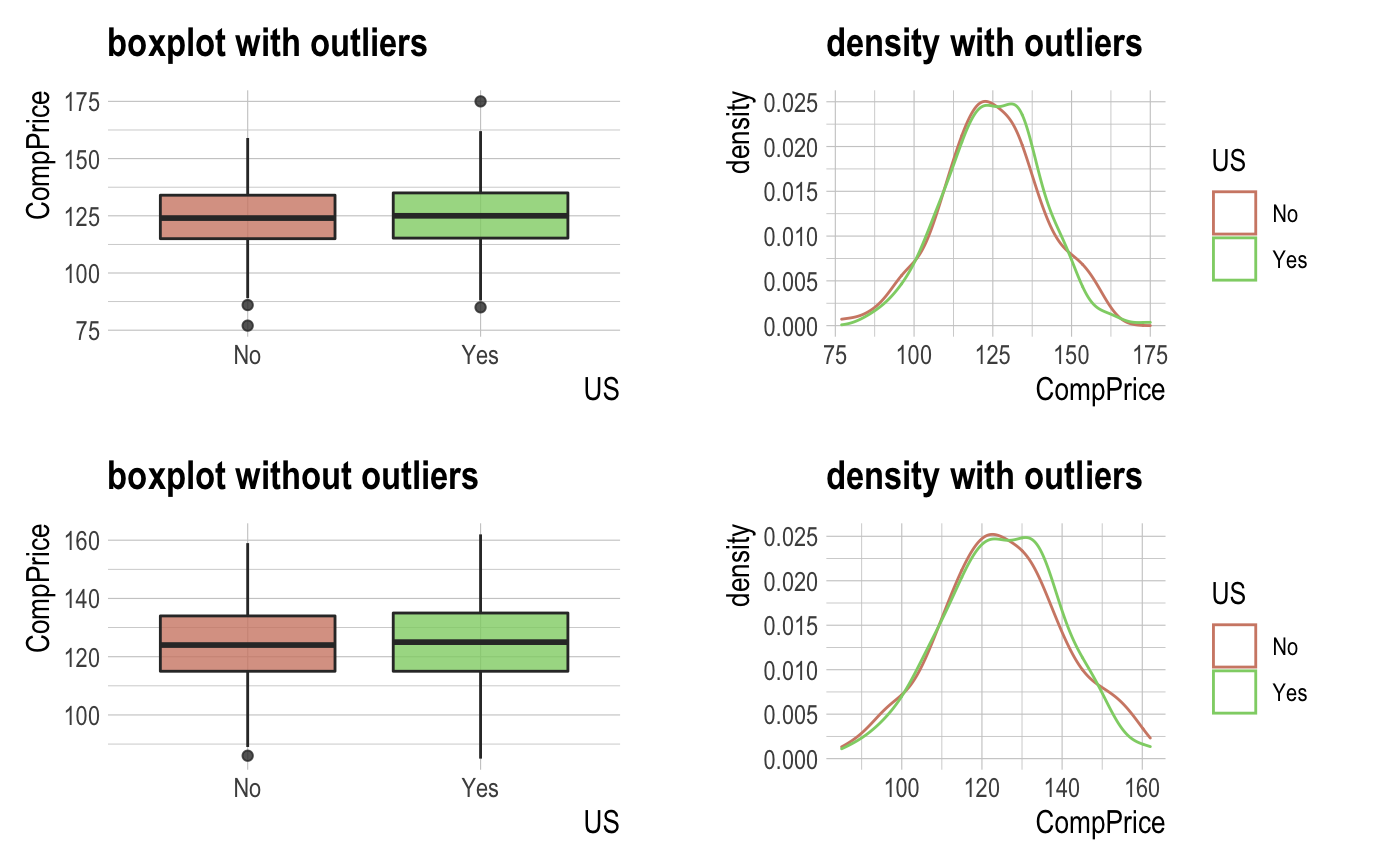 boxplot with outliers
CompPrice
175
150
125
100
75
No Yes
US
density with outliers
density
0.025
0.020
0.015
0.010
0.005
0.000
75 100 125 150 175
CompPrice
US
No
Yes
boxplot without outliers
CompPrice
160
140
120
100
No Yes
US
density with outliers
density
0.025
0.020
0.015
0.010
0.005
0.000
100 120 140 160
CompPrice
US
No
Yes